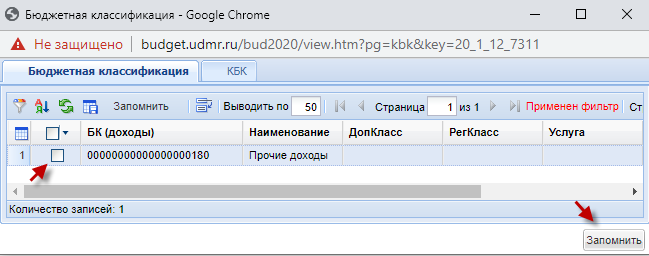 Бюджетная классификация - Google Chrome
Не защищено | budget.udmr.ru/bud2020/view.htm?pg=kbk&key=20_1_12_7311
Бюджетная классификация КБК
Запомнить Выводить по 50 Страница 1 из 1 Применен фильтр Ст
БК (доходы) Наименование ДопКласс РегКласс Услуга
1 00000000000000000180 Прочие доходы
Количество записей: 1
Запомнить